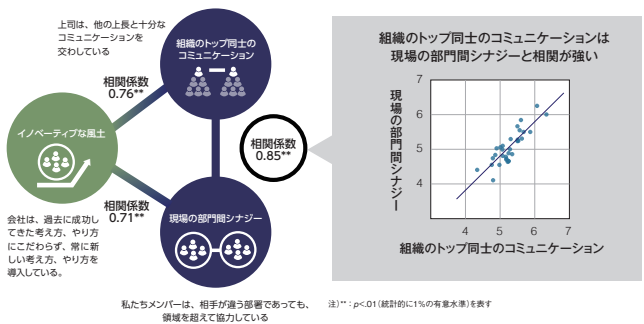 上司は、他の上長と十分な
コミュニケーションを
交わしている
組織のトップ同士の
コミュニケーション
相関係数
0.76**
イノベーティブな風土
相関係数
0.85**
相関係数
0.71**
現場の部門間シナジー
会社は、過去に成功し
てきた考え方、やり方
にこだわらず、常に新
しい考え方、やり方を
導入している。
私たちメンバーは、相手が違う部署であっても、
領域を超えて協力している
組織のトップ同士のコミュニケーションは
現場の部門間シナジーと相関が強い
現場の部門間シナジー
7
6
5
4
4
5
6
7
組織のトップ同士のコミュニケーション
注)**：p<.01(統計的に1%の有意水準)を表す